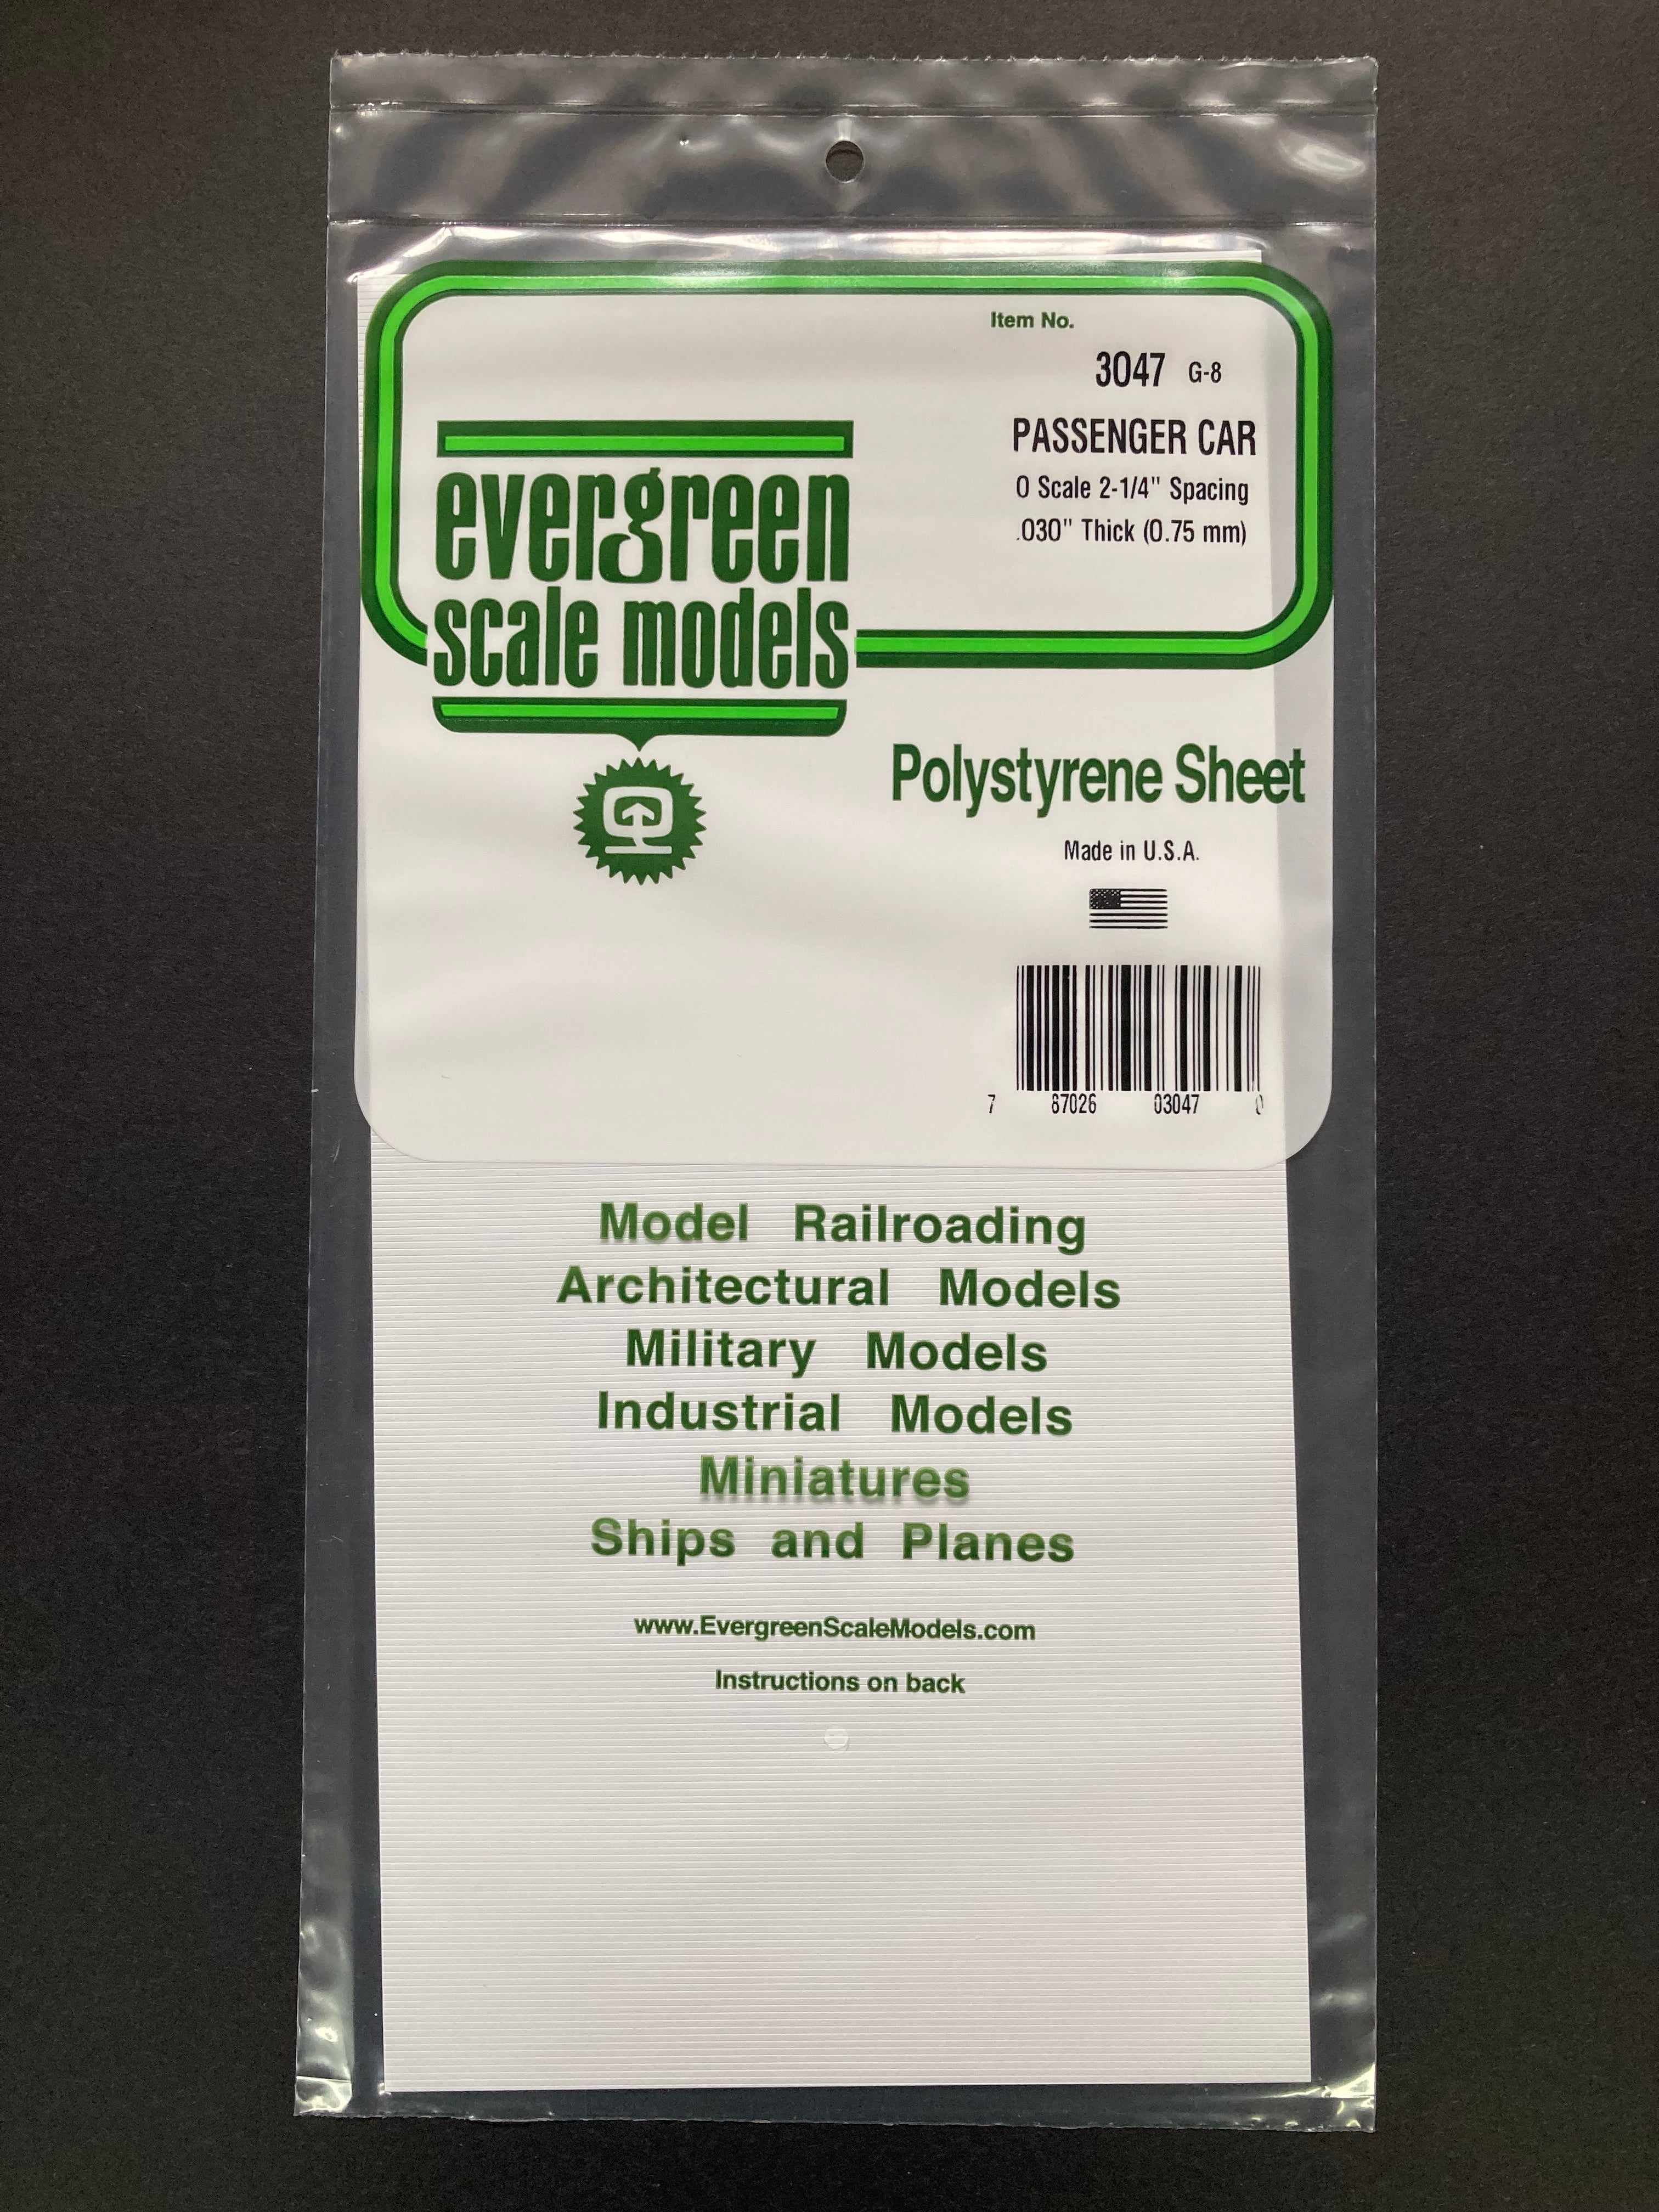 Item No.
3047 G-8
PASSENGER CAR
O Scale 2-1/4" Spacing
.030" Thick (0.75 mm)
evergreen
scale models
Polystyrene Sheet
Made in U.S.A.
7 87026 03047 0
Model Railroading
Architectural Models
Military Models
Industrial Models
Miniatures
Ships and Planes
www.EvergreenScaleModels.com
Instructions on back